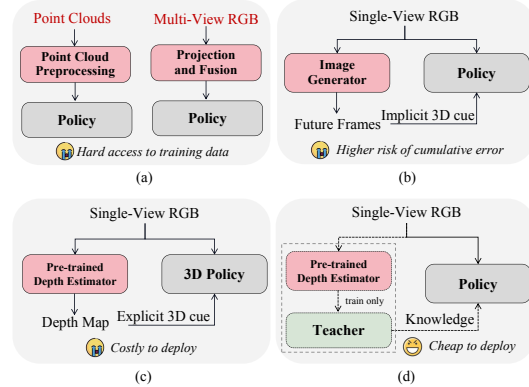 Point Clouds
Multi-View RGB
Point Cloud
Preprocessing
Projection
and Fusion
Policy
Policy
Hard access to training data
(a)
Single-View RGB
Image
Generator
Policy
Future Frames
Implicit 3D cue
Higher risk of cumulative error
(b)
Single-View RGB
Pre-trained
Depth Estimator
3D Policy
Depth Map
Explicit 3D cue
Costly to deploy
(c)
Single-View RGB
Pre-trained
Depth Estimator
Policy
train only
Teacher
Knowledge
Cheap to deploy
(d)